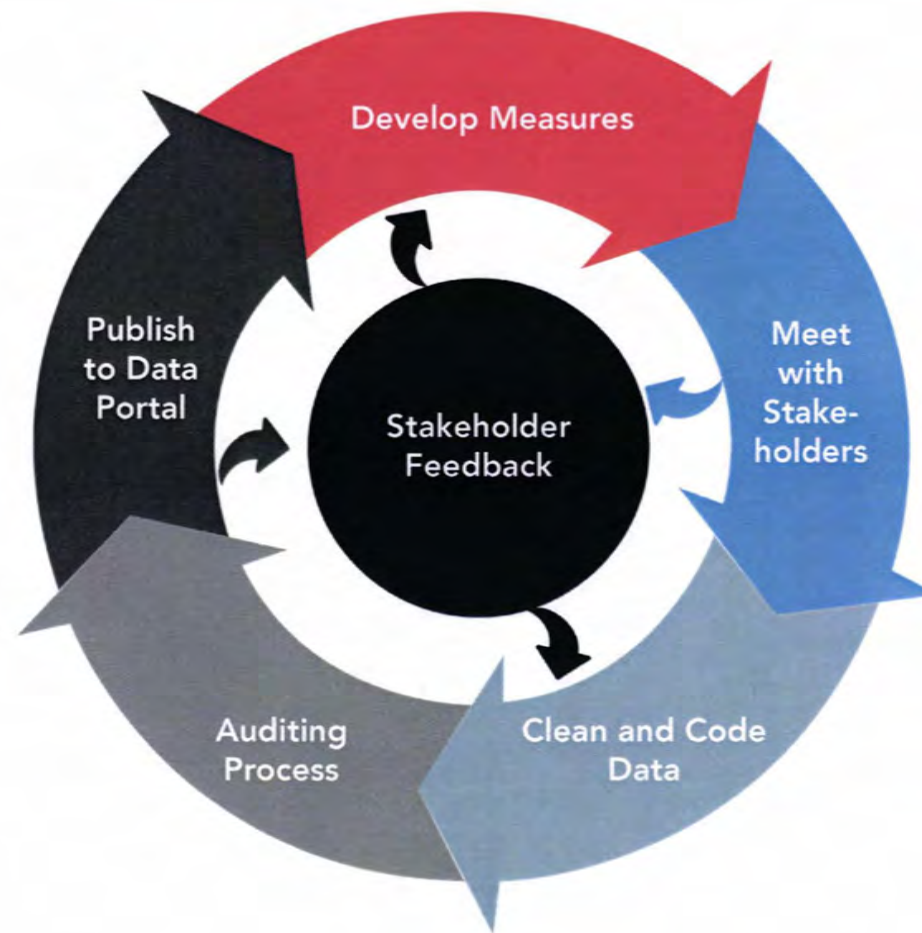 Develop Measures
Meet
with
Stake-
holders
Clean and Code
Data
Auditing
Process
Publish
to Data
Portal
Stakeholder
Feedback